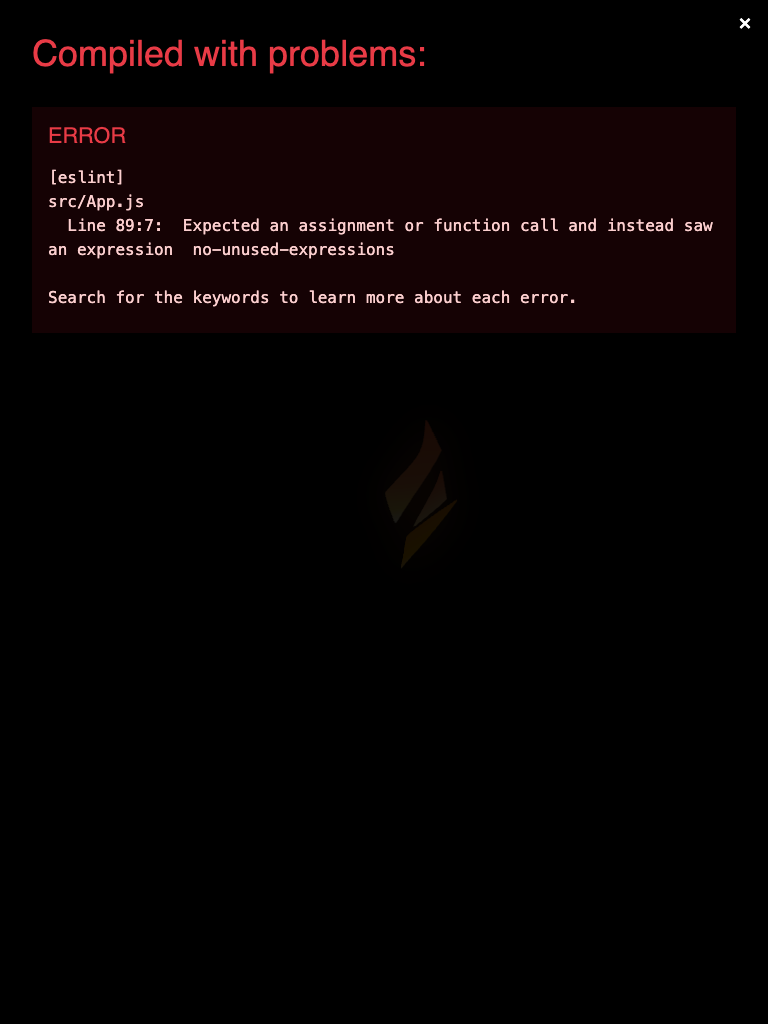 ×
Compiled with problems:
ERROR
[eslint]
src/App.js
  Line 89:7:  Expected an assignment or function call and instead saw
an expression  no-unused-expressions
Search for the keywords to learn more about each error.